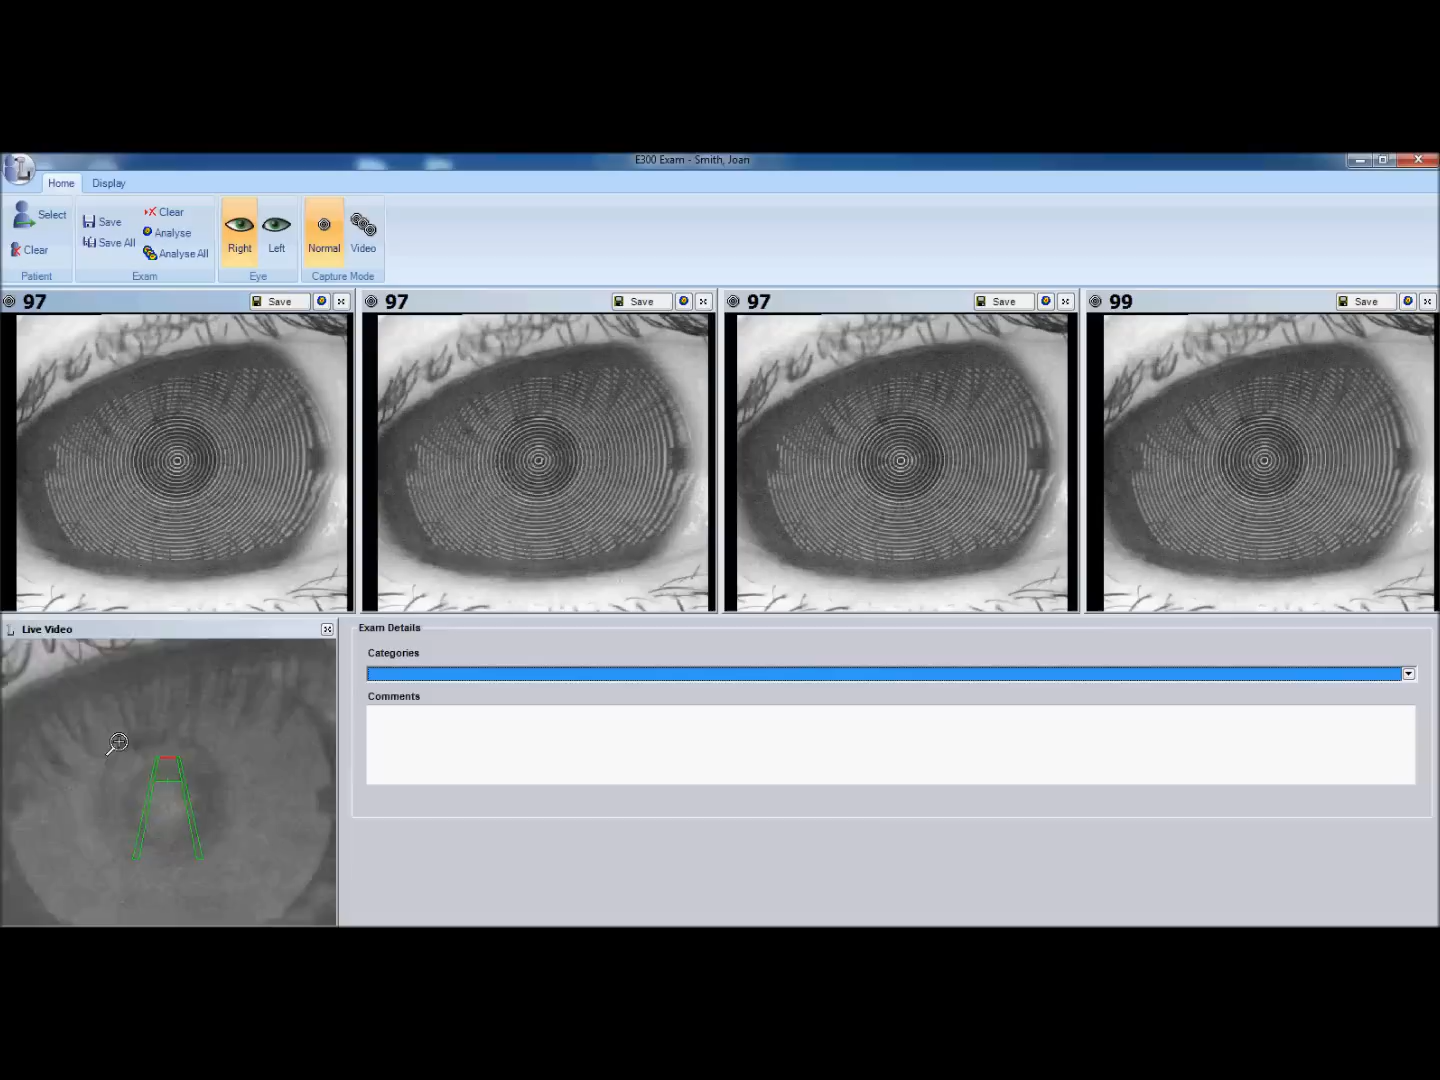 E300 Exam - Smith, Joan
Home Display
Select
Clear
Patient
Save
Save All
Clear
Analyse
Analyse All
Exam
Right Left
Eye
Normal Video
Capture Mode
97 Save 97 Save 97 Save 99 Save
Live Video
Exam Details
Categories
Comments